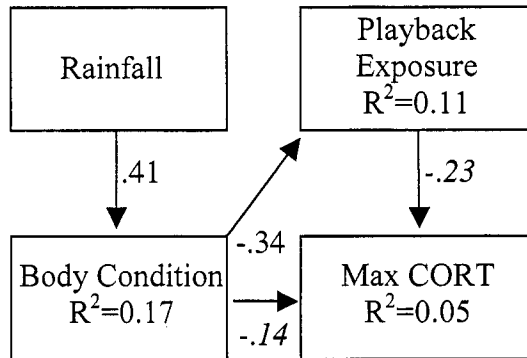 Rainfall
Playback
Exposure
R²=0.11
.41
-.23
-.34
Body Condition
R²=0.17
-.14
Max CORT
R²=0.05